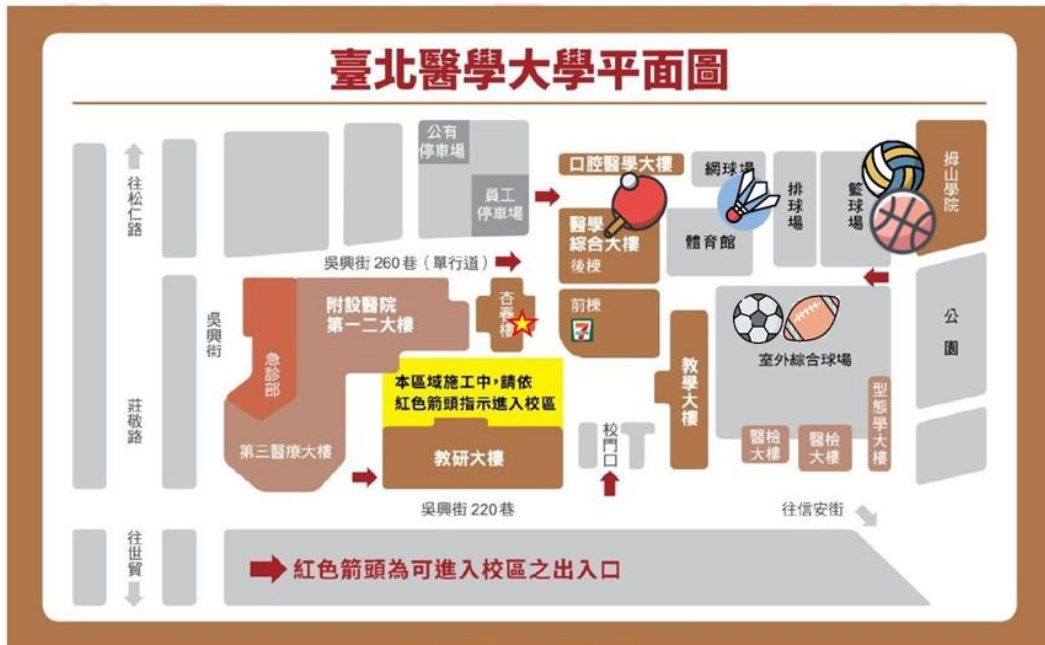 臺北醫學大學平面圖
往松仁路
公有
停車場
員工
停車場
口腔醫學大樓
網球場
排球場
籃球場
拇山學院
醫學
綜合大樓
後棟
體育館
吳興街260巷（單行道）
吳興街
附設醫院
第一二大樓
杏春樓
前棟
7
ELEVEn
室外綜合球場
公園
急診部
本區域施工中，請依
紅色箭頭指示進入校區
教學大樓
型態學大樓
莊敬路
第三醫療大樓
教研大樓
校門口
醫檢
大樓
醫檢
大樓
吳興街220巷
往信安街
往世貿
紅色箭頭為可進入校區之出入口